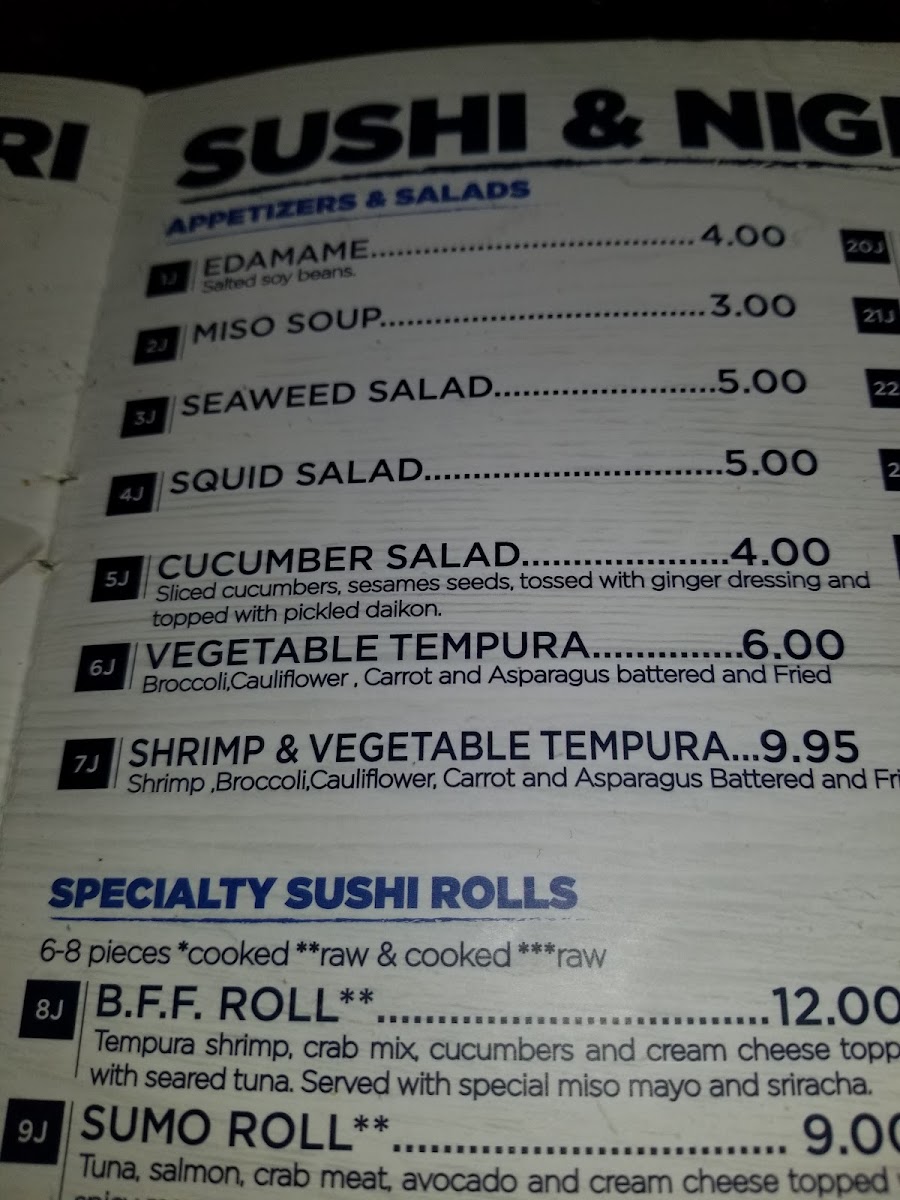 RI
SUSHI & NIG
APPETIZERS & SALADS
1J EDAMAME 4.00
Salted soy beans.
2J MISO SOUP 3.00
3J SEAWEED SALAD 5.00
4J SQUID SALAD 5.00
5J CUCUMBER SALAD 4.00
Sliced cucumbers, sesames seeds, tossed with ginger dressing and
topped with pickled daikon.
6J VEGETABLE TEMPURA 6.00
Broccoli,Cauliflower , Carrot and Asparagus battered and Fried
7J SHRIMP & VEGETABLE TEMPURA...9.95
Shrimp ,Broccoli,Cauliflower, Carrot and Asparagus Battered and Fri
SPECIALTY SUSHI ROLLS
6-8 pieces *cooked **raw & cooked ***raw
8J B.F.F. ROLL** 12.00
Tempura shrimp, crab mix, cucumbers and cream cheese topp
with seared tuna. Served with special miso mayo and sriracha.
9J SUMO ROLL** 9.00
Tuna, salmon, crab meat, avocado and cream cheese topped
20J
21J
22
2